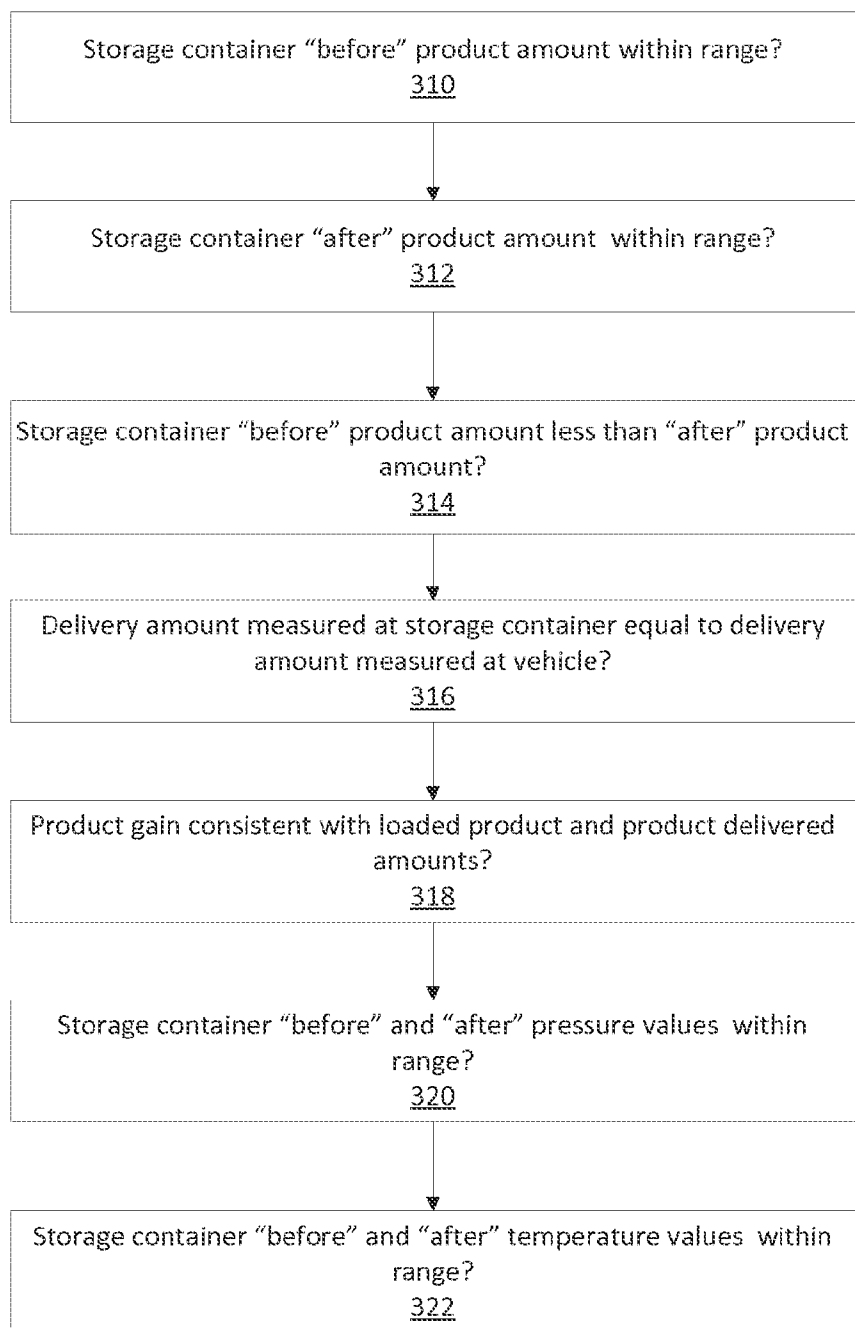 Storage container “before” product amount within range?
310
Storage container “after” product amount within range?
312
Storage container “before” product amount less than “after” product
amount?
314
Delivery amount measured at storage container equal to delivery
amount measured at vehicle?
316
Product gain consistent with loaded product and product delivered
amounts?
318
Storage container “before” and “after” pressure values within
range?
320
Storage container “before” and “after” temperature values within
range?
322